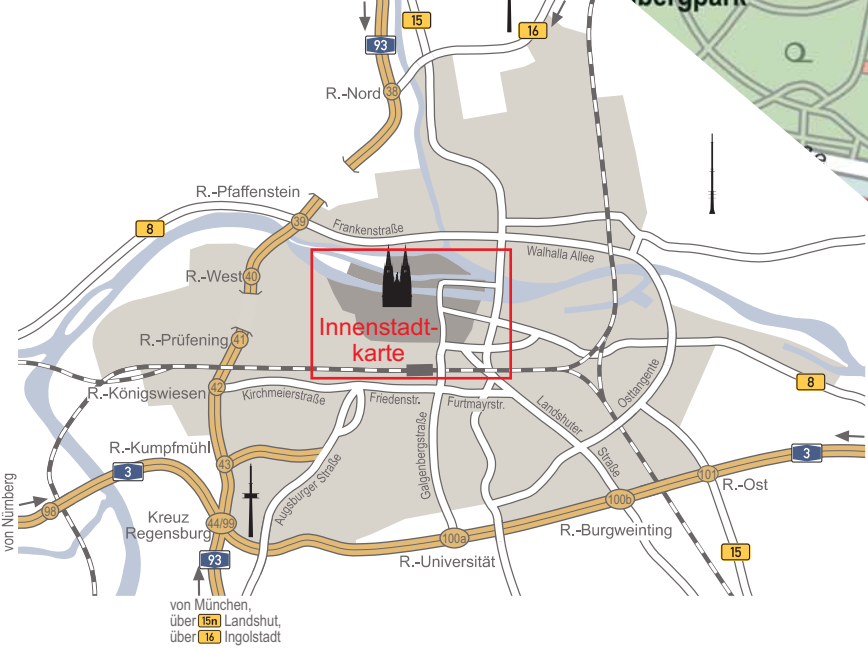 bergpark
15
16
93
R.-Nord
38
R.-Pfaffenstein
39
8
Frankenstraße
Walhalla Allee
R.-West
40
Innenstadt-
karte
R.-Prüfening
41
R.-Königswiesen
42
Kirchmeierstraße
Friedenstr.
Furtmayrstr.
8
Landshuter
Straße
Osttangente
Galgenbergstraße
Augsburger Straße
R.-Kumpfmühl
43
3
3
von Nürnberg
98
Kreuz
Regensburg
44/99
101
R.-Ost
100b
R.-Burgweinting
100a
R.-Universität
93
15
von München,
über 15n Landshut,
über 16 Ingolstadt